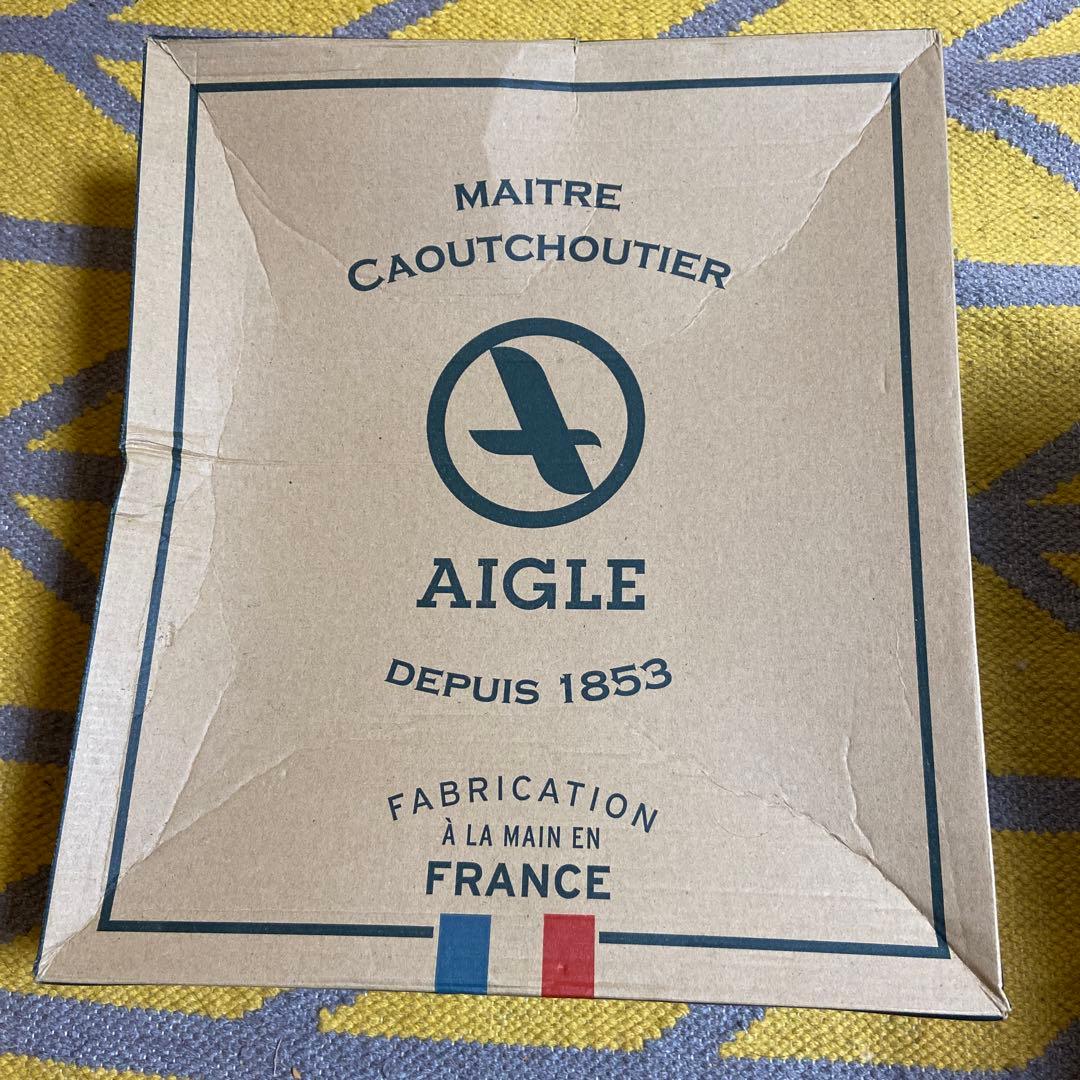 MAITRE
CAOUTCHOUTIER
AIGLE
DEPUIS 1853
FABRICATION
À LA MAIN EN
FRANCE